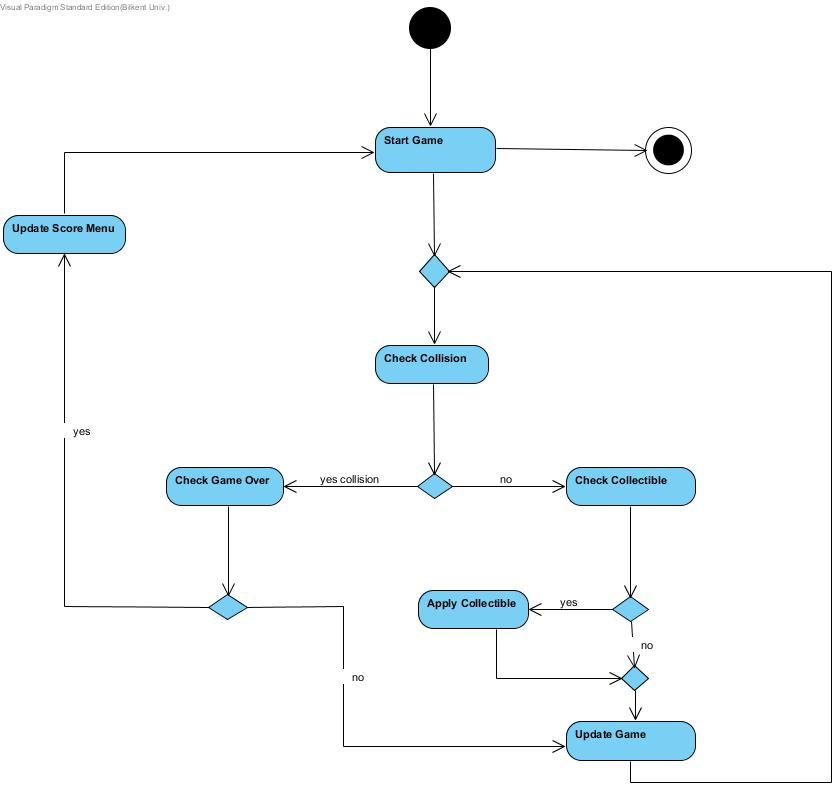 Visual Paradigm Standard Edition(Bilkent Univ.)
Start Game
Update Score Menu
Check Collision
yes
Check Game Over
yes collision
no
Check Collectible
Apply Collectible
yes
no
no
Update Game